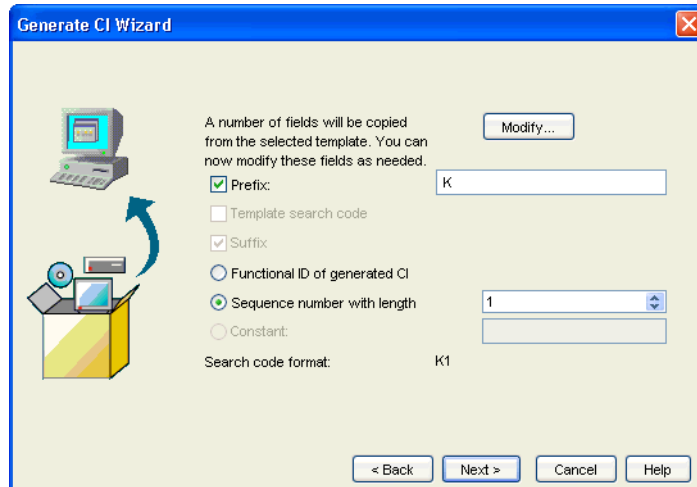 Generate CI Wizard
A number of fields will be copied
from the selected template. You can
now modify these fields as needed.
Modify...
Prefix:
K
Template search code
Suffix
Functional ID of generated CI
Sequence number with length
1
Constant:
Search code format:
K1
< Back
Next >
Cancel
Help